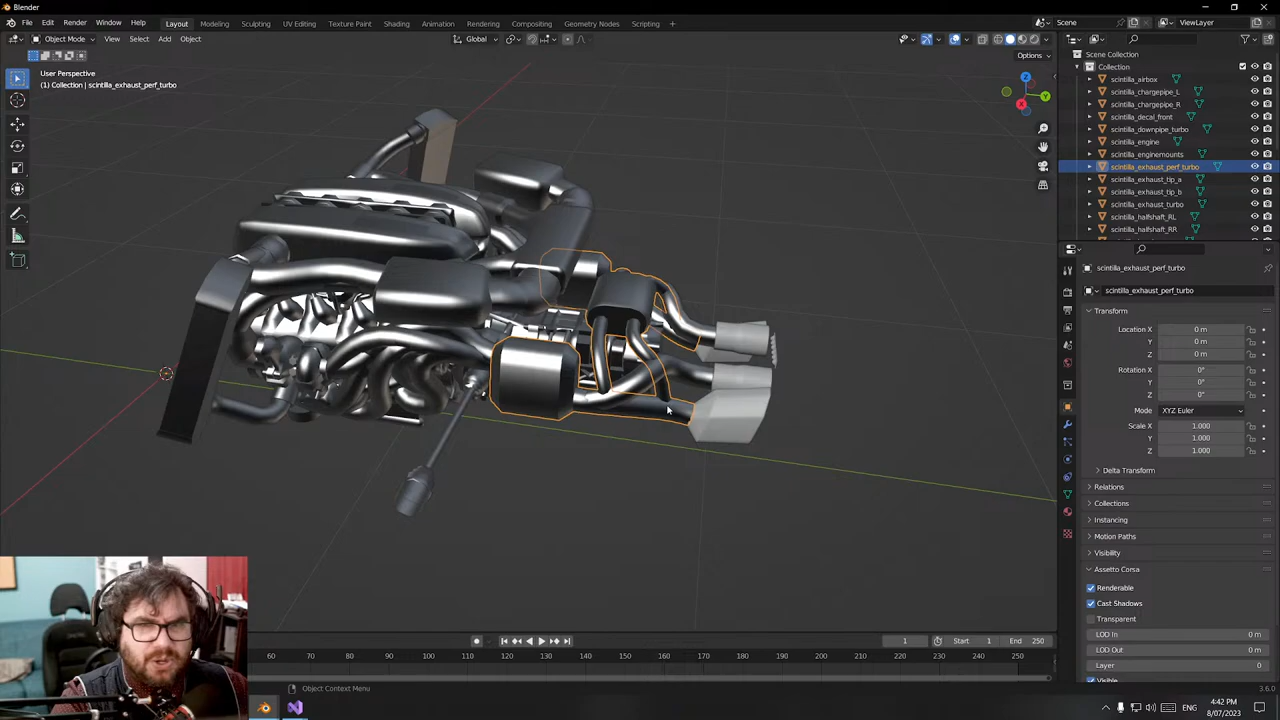 Blender
File Edit Render Window Help
Layout Modeling Sculpting UV Editing Texture Paint Shading Animation Rendering Compositing Geometry Nodes Scripting +
Scene
ViewLayer
Object Mode View Select Add Object
Global
Options
User Perspective
(1) Collection | scintilla_exhaust_perf_turbo
X
Y
Z
Scene Collection
Collection
scintilla_airbox
scintilla_chargepipe_L
scintilla_chargepipe_R
scintilla_decal_front
scintilla_downpipe_turbo
scintilla_engine
scintilla_enginemounts
scintilla_exhaust_perf_turbo
scintilla_exhaust_tip_a
scintilla_exhaust_tip_b
scintilla_exhaust_turbo
scintilla_halfshaft_RL
scintilla_halfshaft_RR
scintilla_exhaust_perf_turbo
scintilla_exhaust_perf_turbo
Transform
Location X 0 m
Y 0 m
Z 0 m
Rotation X 0°
Y 0°
Z 0°
Mode XYZ Euler
Scale X 1.000
Y 1.000
Z 1.000
Delta Transform
Relations
Collections
Instancing
Motion Paths
Visibility
Assetto Corsa
Renderable
Cast Shadows
Transparent
LOD In 0 m
LOD Out 0 m
Layer 0
Visible
1 Start 1 End 250
60 70 80 90 100 110 120 130 140 150 160 170 180 190 200 210 220 230 240 250
Object Context Menu
3.6.0
ENG
4:42 PM
8/07/2023